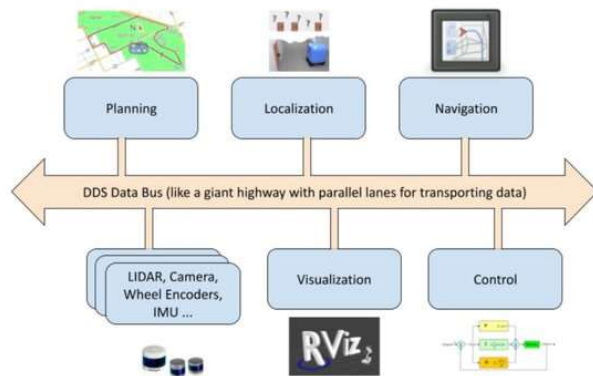 Planning
Localization
Navigation
DDS Data Bus (like a giant highway with parallel lanes for transporting data)
LIDAR, Camera,
Wheel Encoders,
IMU ...
Visualization
Control
RViz